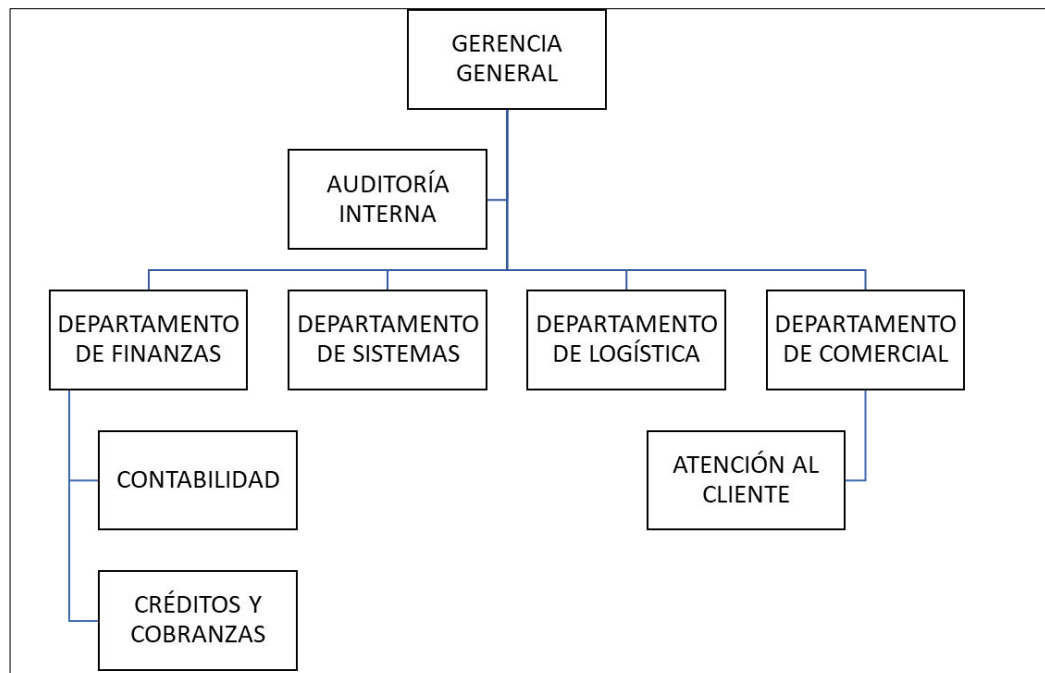 GERENCIA
GENERAL
AUDITORÍA
INTERNA
DEPARTAMENTO
DE FINANZAS
DEPARTAMENTO
DE SISTEMAS
DEPARTAMENTO
DE LOGÍSTICA
DEPARTAMENTO
DE COMERCIAL
CONTABILIDAD
ATENCIÓN AL
CLIENTE
CRÉDITOS Y
COBRANZAS